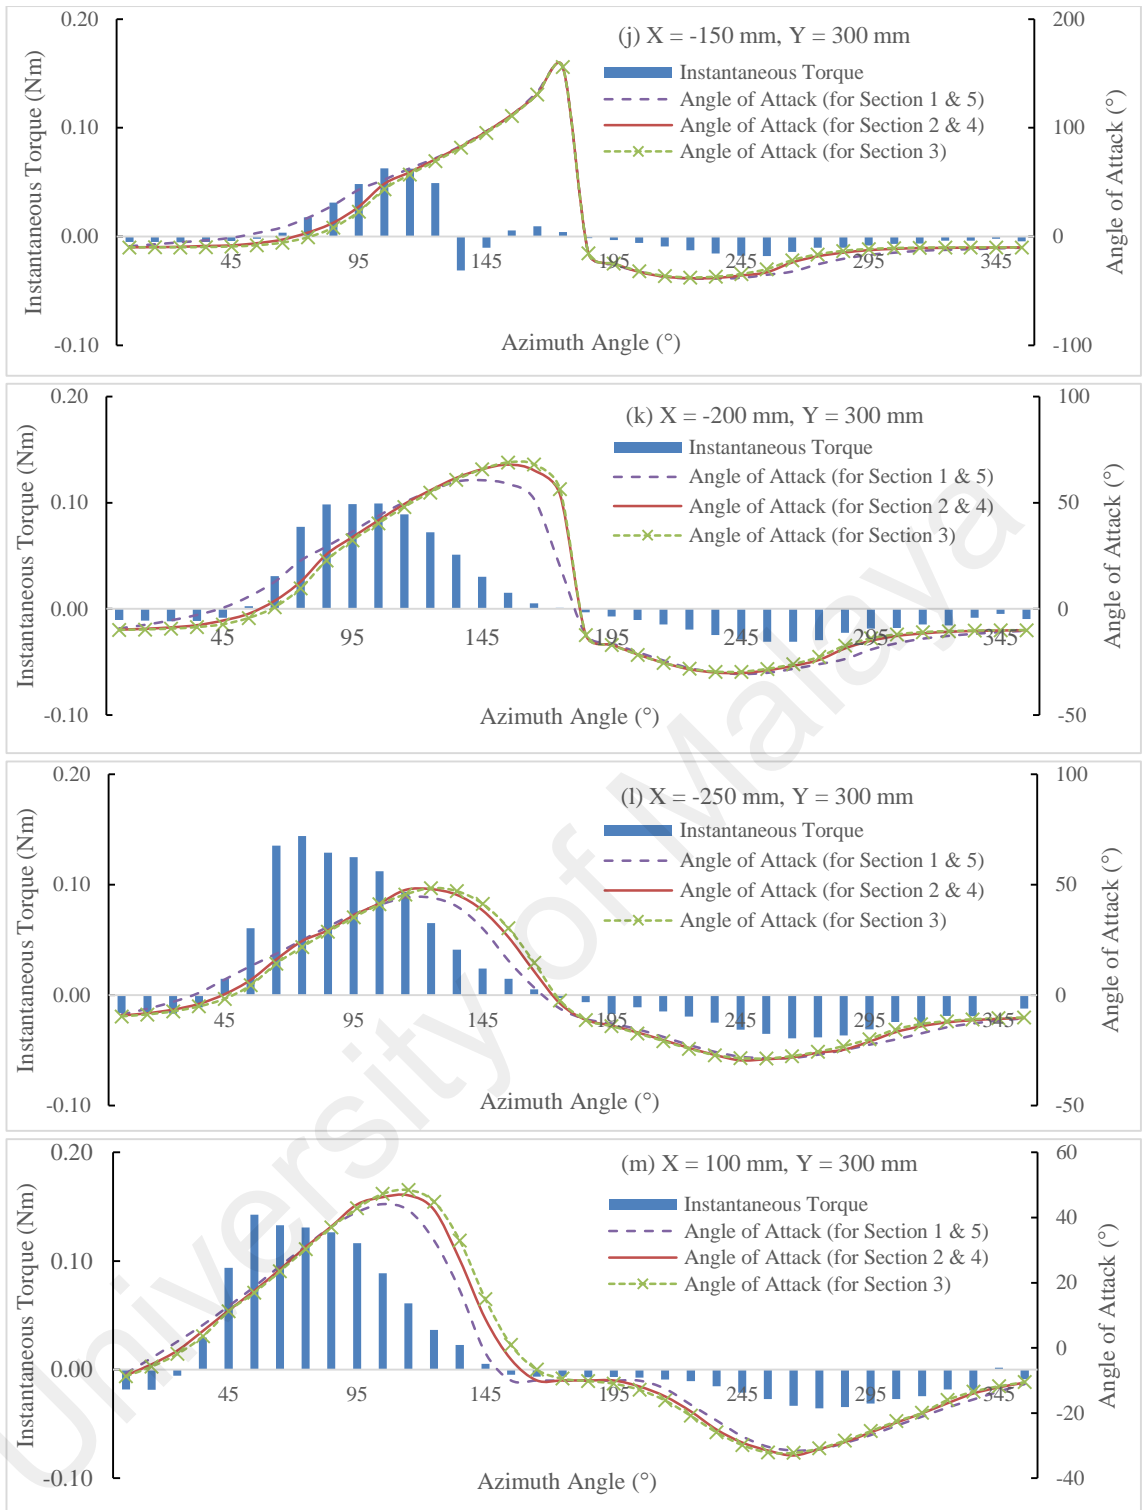 (j) X = -150 mm, Y = 300 mm
Instantaneous Torque
Angle of Attack (for Section 1 & 5)
Angle of Attack (for Section 2 & 4)
Angle of Attack (for Section 3)
Instantaneous Torque (Nm)
0.20
0.10
0.00
-0.10
200
100
0
-100
Angle of Attack (°)
45
95
145
195
245
295
345
Azimuth Angle (°)
(k) X = -200 mm, Y = 300 mm
Instantaneous Torque
Angle of Attack (for Section 1 & 5)
Angle of Attack (for Section 2 & 4)
Angle of Attack (for Section 3)
Instantaneous Torque (Nm)
0.20
0.10
0.00
-0.10
100
50
0
-50
Angle of Attack (°)
45
95
145
195
245
295
345
Azimuth Angle (°)
(l) X = -250 mm, Y = 300 mm
Instantaneous Torque
Angle of Attack (for Section 1 & 5)
Angle of Attack (for Section 2 & 4)
Angle of Attack (for Section 3)
Instantaneous Torque (Nm)
0.20
0.10
0.00
-0.10
100
50
0
-50
Angle of Attack (°)
45
95
145
195
245
295
345
Azimuth Angle (°)
(m) X = 100 mm, Y = 300 mm
Instantaneous Torque
Angle of Attack (for Section 1 & 5)
Angle of Attack (for Section 2 & 4)
Angle of Attack (for Section 3)
Instantaneous Torque (Nm)
0.20
0.10
0.00
-0.10
60
40
20
0
-20
-40
Angle of Attack (°)
45
95
145
195
245
295
345
Azimuth Angle (°)
University of Malaya